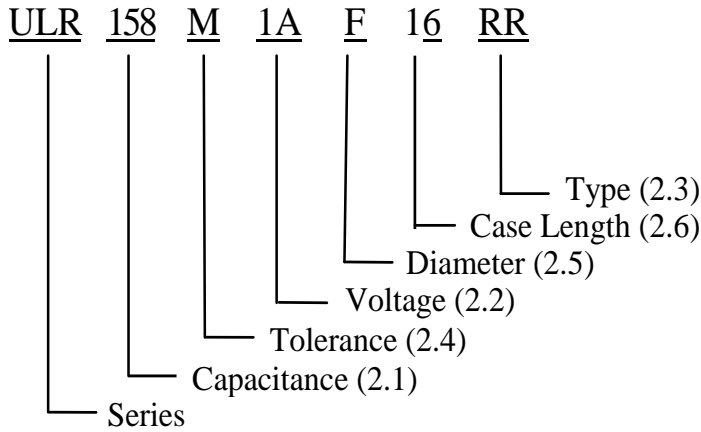 ULR 158 M 1A F 16 RR
Type (2.3)
Case Length (2.6)
Diameter (2.5)
Voltage (2.2)
Tolerance (2.4)
Capacitance (2.1)
Series